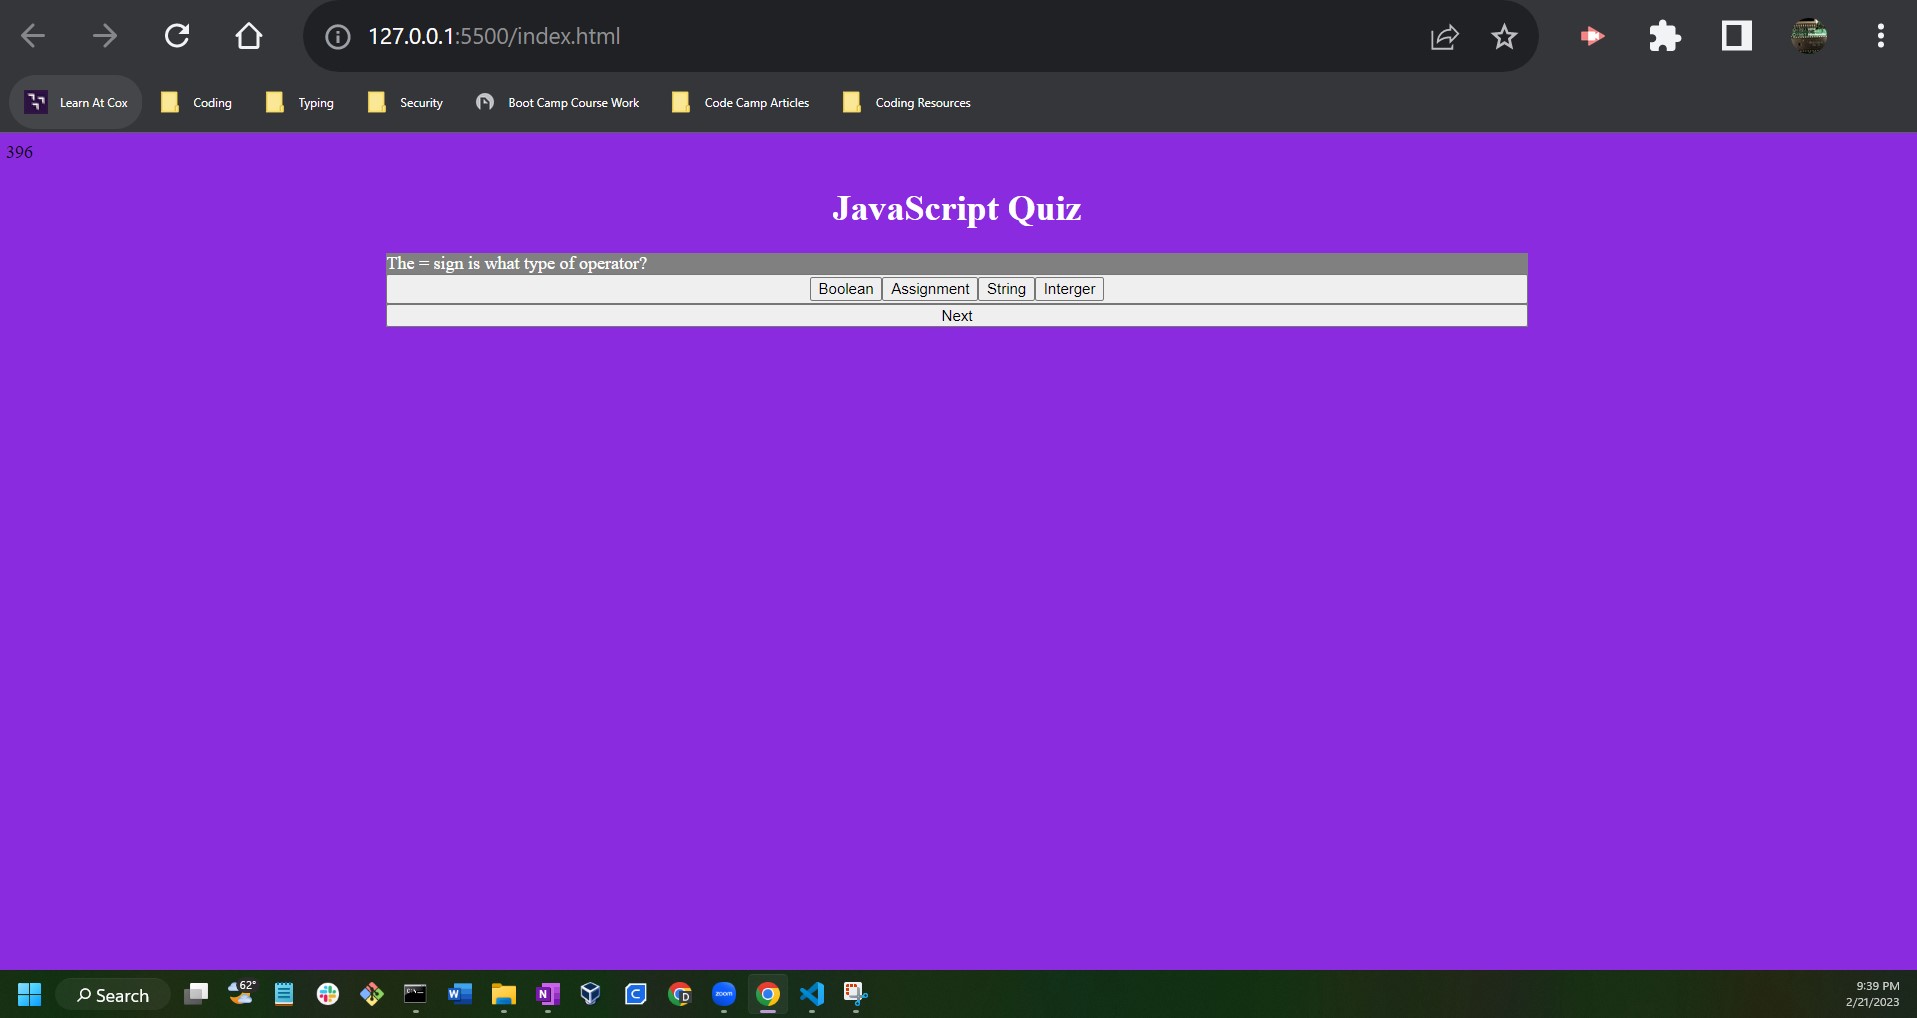 127.0.0.1:5500/index.html
Learn At Cox Coding Typing Security Boot Camp Course Work Code Camp Articles Coding Resources
396
JavaScript Quiz
The = sign is what type of operator?
Boolean Assignment String Interger
Next
Search 62° W N C D zoom 9:39 PM
2/21/2023